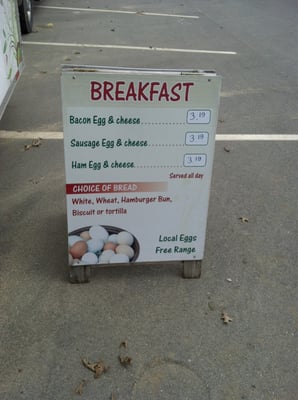 BREAKFAST
Bacon Egg & cheese.................. 3.19
Sausage Egg & cheese............. 3.19
Ham Egg & cheese.................. 3.19
Served all day
CHOICE OF BREAD
White, Wheat, Hamburger Bun,
Biscuit or tortilla
Local Eggs
Free Range